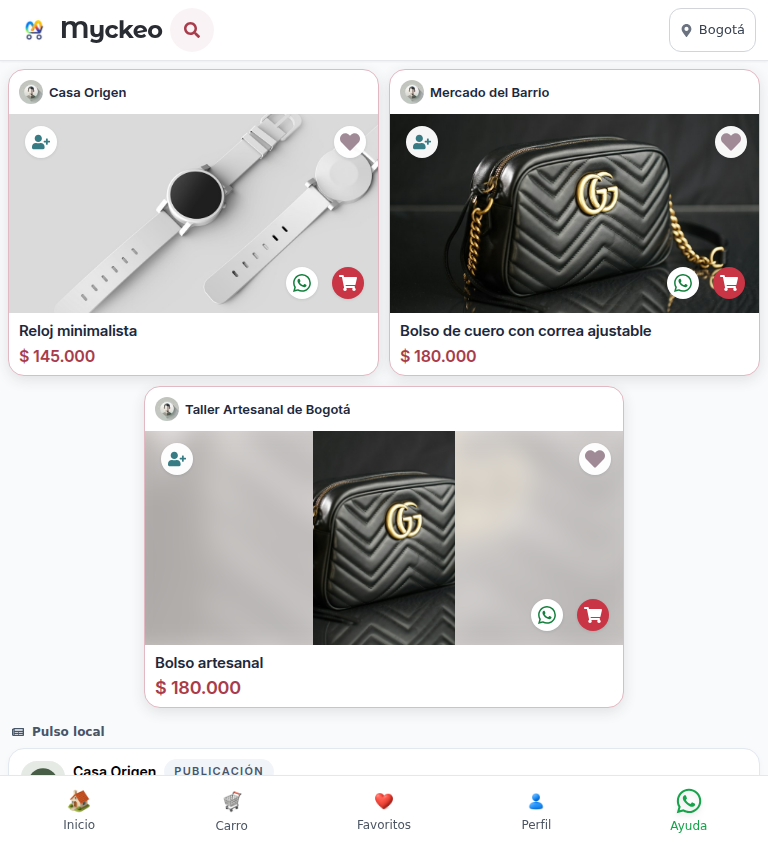 Myckeo
Bogotá
Casa Origen
Mercado del Barrio
Reloj minimalista
$ 145.000
Bolso de cuero con correa ajustable
$ 180.000
Taller Artesanal de Bogotá
Bolso artesanal
$ 180.000
Pulso local
Casa Origen
PUBLICACIÓN
Inicio
Carro
Favoritos
Perfil
Ayuda